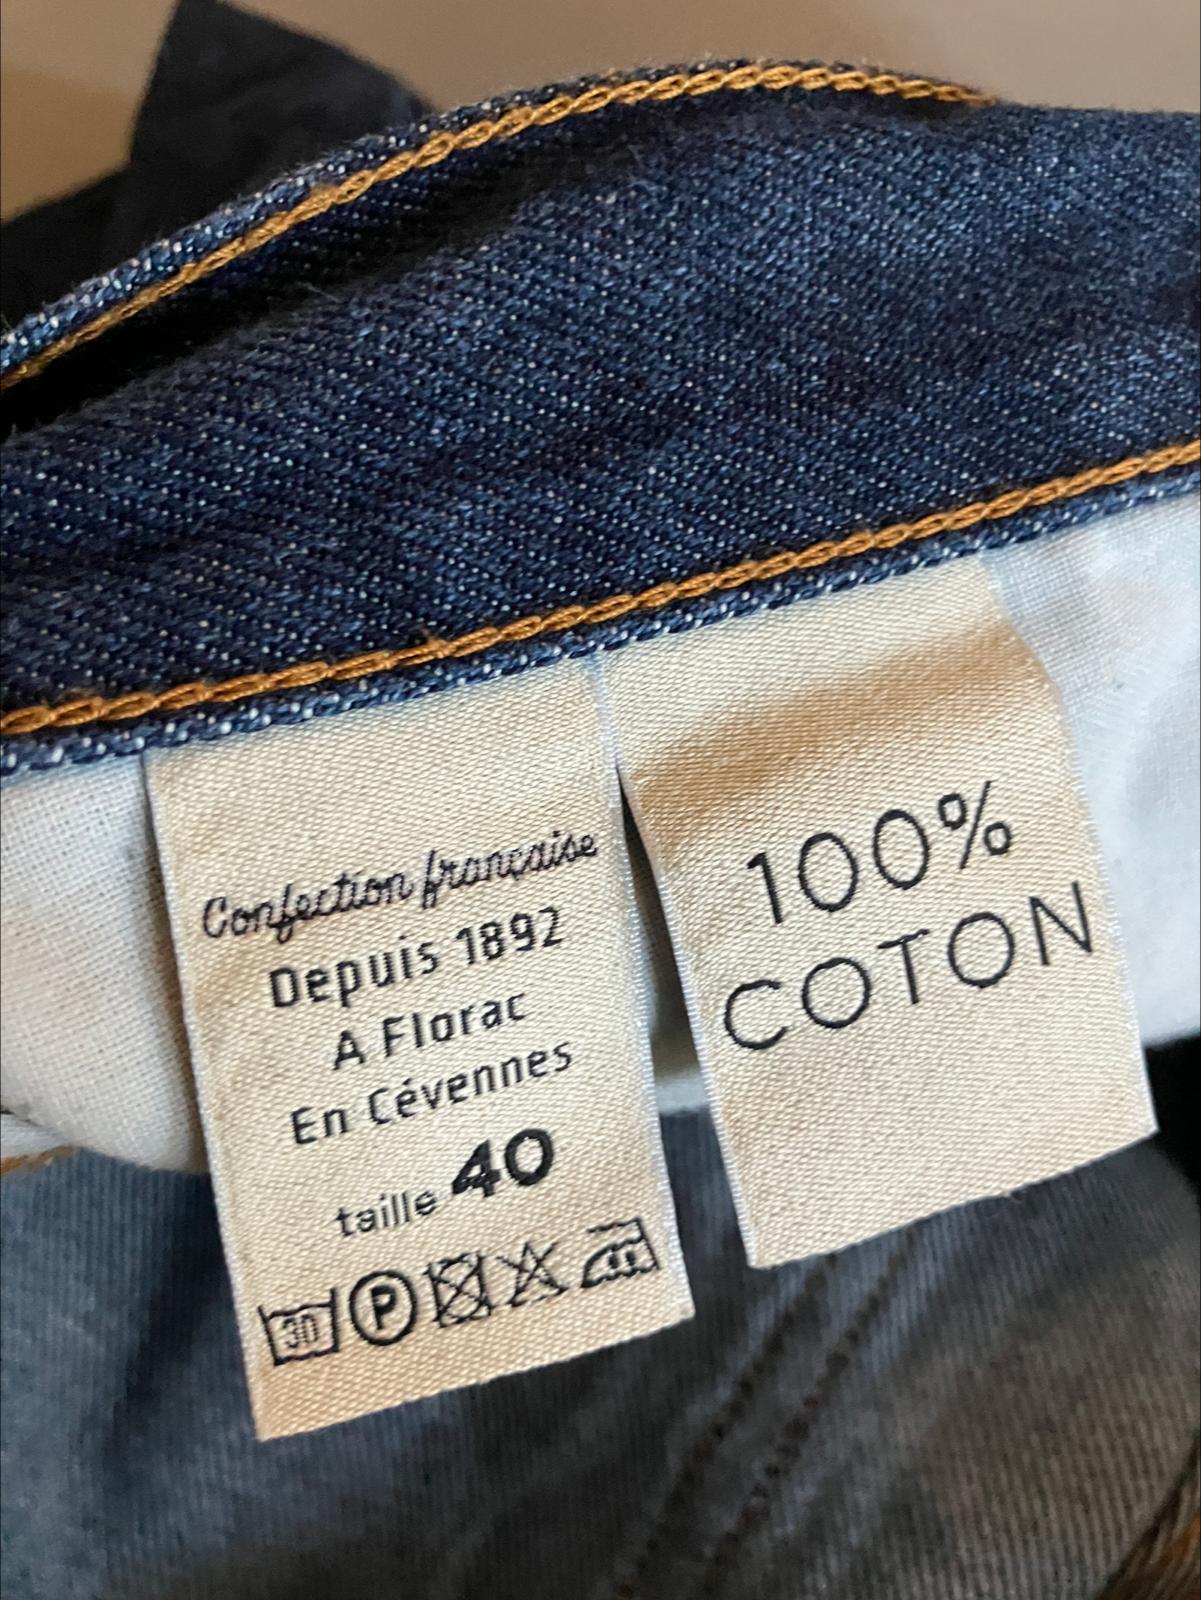 Confection française
Depuis 1892
A Florac
En Cévennes
taille 40
30 P
100%
COTON